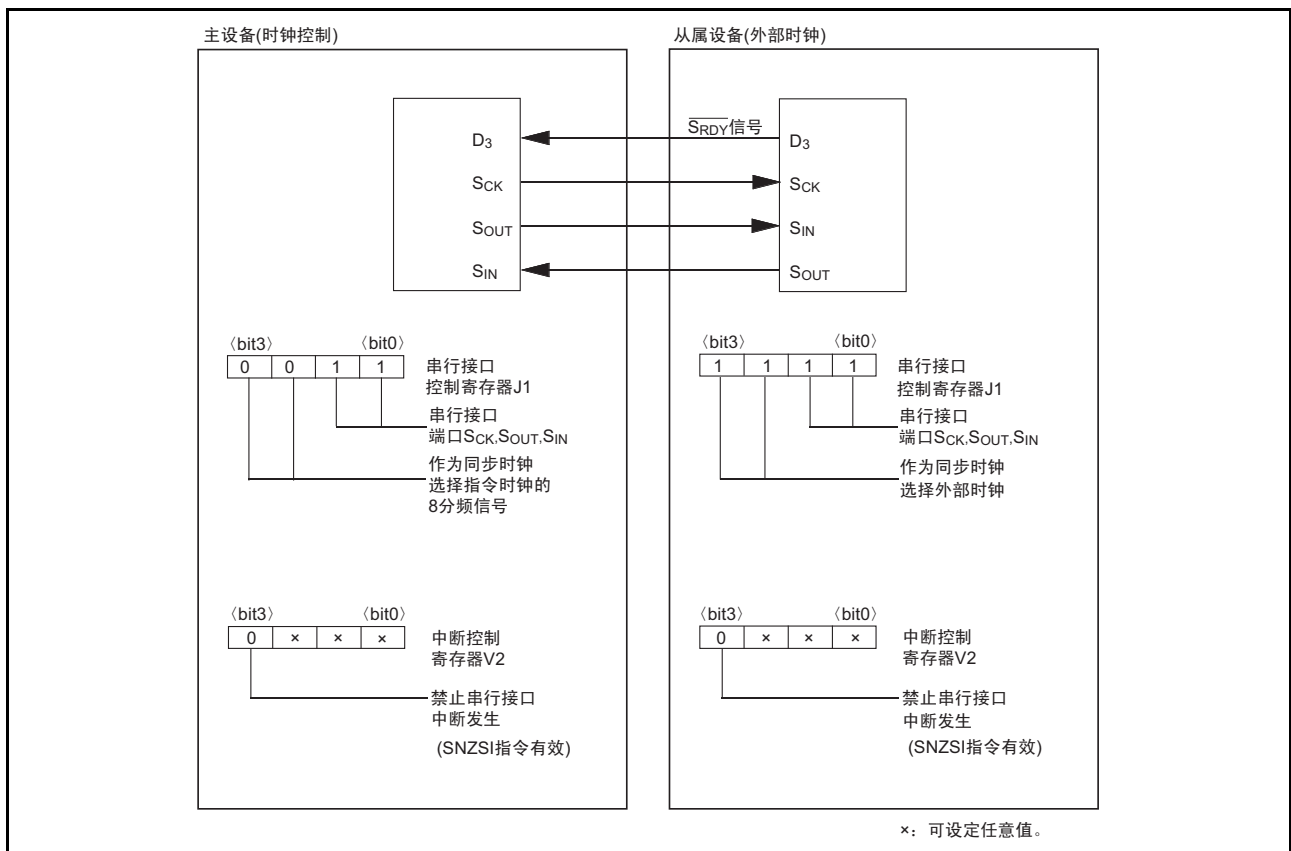 主设备(时钟控制)
D3
SCK
SOUT
SIN
〈bit3〉 〈bit0〉
0 0 1 1
串行接口
控制寄存器J1
串行接口
端口SCK,SOUT,SIN
作为同步时钟
选择指令时钟的
8分频信号
〈bit3〉 〈bit0〉
0 × × ×
中断控制
寄存器V2
禁止串行接口
中断发生
(SNZSI指令有效)
SRDY信号
从属设备(外部时钟)
D3
SCK
SIN
SOUT
〈bit3〉 〈bit0〉
1 1 1 1
串行接口
控制寄存器J1
串行接口
端口SCK,SOUT,SIN
作为同步时钟
选择外部时钟
〈bit3〉 〈bit0〉
0 × × ×
中断控制
寄存器V2
禁止串行接口
中断发生
(SNZSI指令有效)
×：可设定任意值。